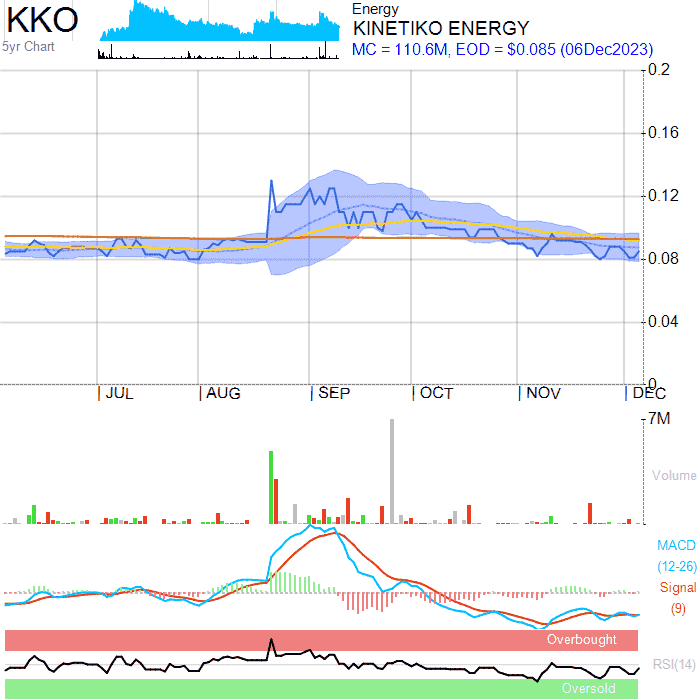 KKO
5yr Chart
Energy
KINETIKO ENERGY
MC = 110.6M, EOD = $0.085 (06Dec2023)
0.2
0.16
0.12
0.08
0.04
0
JUL AUG SEP OCT NOV DEC
7M
Volume
MACD
(12-26)
Signal
(9)
Overbought
RSI(14)
Oversold